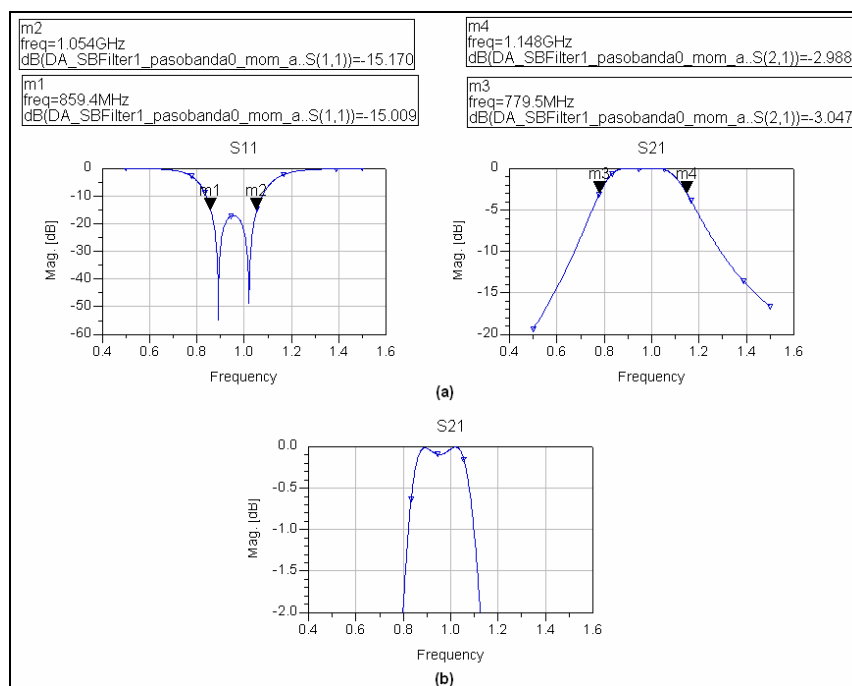 m2
freq=1.054GHz
dB(DA_SBFilter1_pasobanda0_mom_a..S(1,1))=-15.170
m1
freq=859.4MHz
dB(DA_SBFilter1_pasobanda0_mom_a..S(1,1))=-15.009
m4
freq=1.148GHz
dB(DA_SBFilter1_pasobanda0_mom_a..S(2,1))=-2.988
m3
freq=779.5MHz
dB(DA_SBFilter1_pasobanda0_mom_a..S(2,1))=-3.047
S11
Mag. [dB]
0
-10
-20
-30
-40
-50
-60
m1 m2
0.4 0.6 0.8 1.0 1.2 1.4 1.6
Frequency
S21
Mag. [dB]
0
-5
-10
-15
-20
m3 m4
0.4 0.6 0.8 1.0 1.2 1.4 1.6
Frequency
(a)
S21
Mag. [dB]
0.0
-0.5
-1.0
-1.5
-2.0
0.4 0.6 0.8 1.0 1.2 1.4 1.6
Frequency
(b)